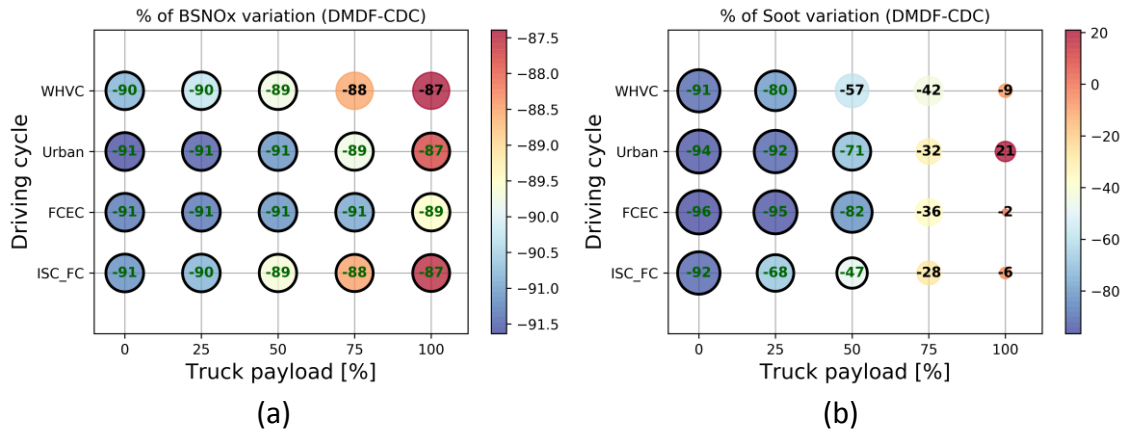 % of BSNOx variation (DMDF-CDC)
Driving cycle
WHVC
-90 -90 -89 -88 -87
Urban
-91 -91 -91 -89 -87
FCEC
-91 -91 -91 -91 -89
ISC_FC
-91 -90 -89 -88 -87
0 25 50 75 100
Truck payload [%]
−87.5
−88.0
−88.5
−89.0
−89.5
−90.0
−90.5
−91.0
−91.5
(a)
% of Soot variation (DMDF-CDC)
Driving cycle
WHVC
-91 -80 -57 -42 -9
Urban
-94 -92 -71 -32 21
FCEC
-96 -95 -82 -36 -2
ISC_FC
-92 -68 -47 -28 -6
0 25 50 75 100
Truck payload [%]
20
0
−20
−40
−60
−80
(b)